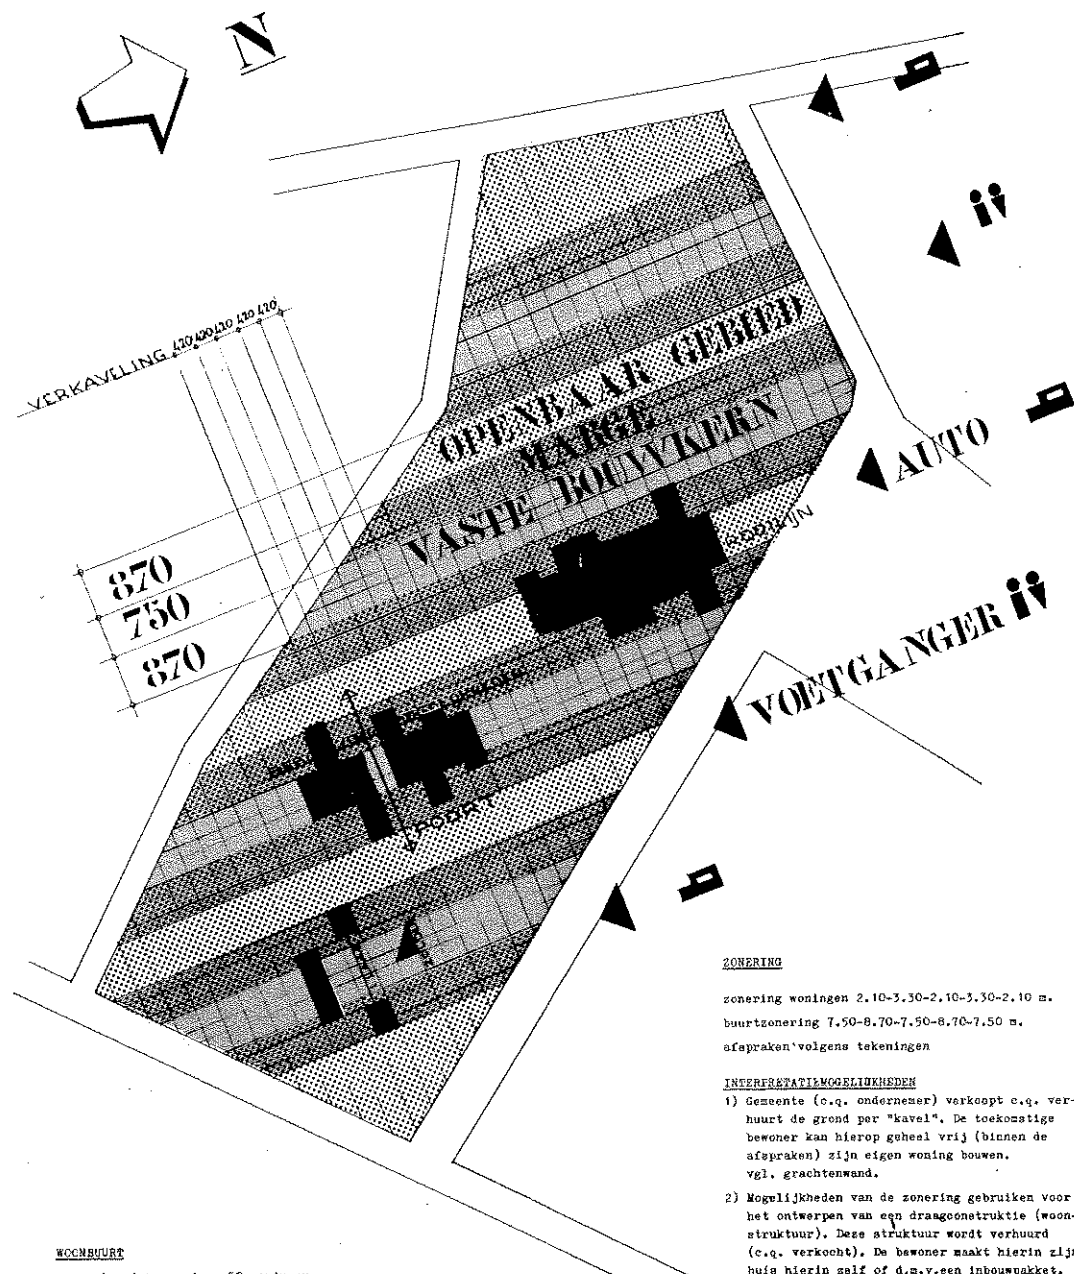 N
VERKAVELING 420 420 420 420 420
OPENBAAR GEBIED
MARGE
VASTE BOUWKERN
AUTO
870
750
870
VOETGANGER
POORT
ZONERING
zonering woningen 2.10-3.30-2.10-3.30-2.10 m.
buurtzonering 7.50-8.70-7.50-8.70-7.50 m.
afspraken volgens tekeningen
INTERPRETATIEMOGELIJKHEDEN
1) Gemeente (c.q. ondernemer) verkoopt c.q. ver-
huurt de grond per "kavel". De toekomstige
bewoner kan hierop geheel vrij (binnen de
afspraken) zijn eigen woning bouwen.
vgl. grachtenwand.
2) Mogelijkheden van de zonering gebruiken voor
het ontwerpen van een draagconstruktie (woon-
struktuur). Deze struktuur wordt verhuurd
(c.q. verkocht). De bewoner maakt hierin zijn
huis hierin zelf of d.m.v.een inbouwpakket.
WOONBUURT